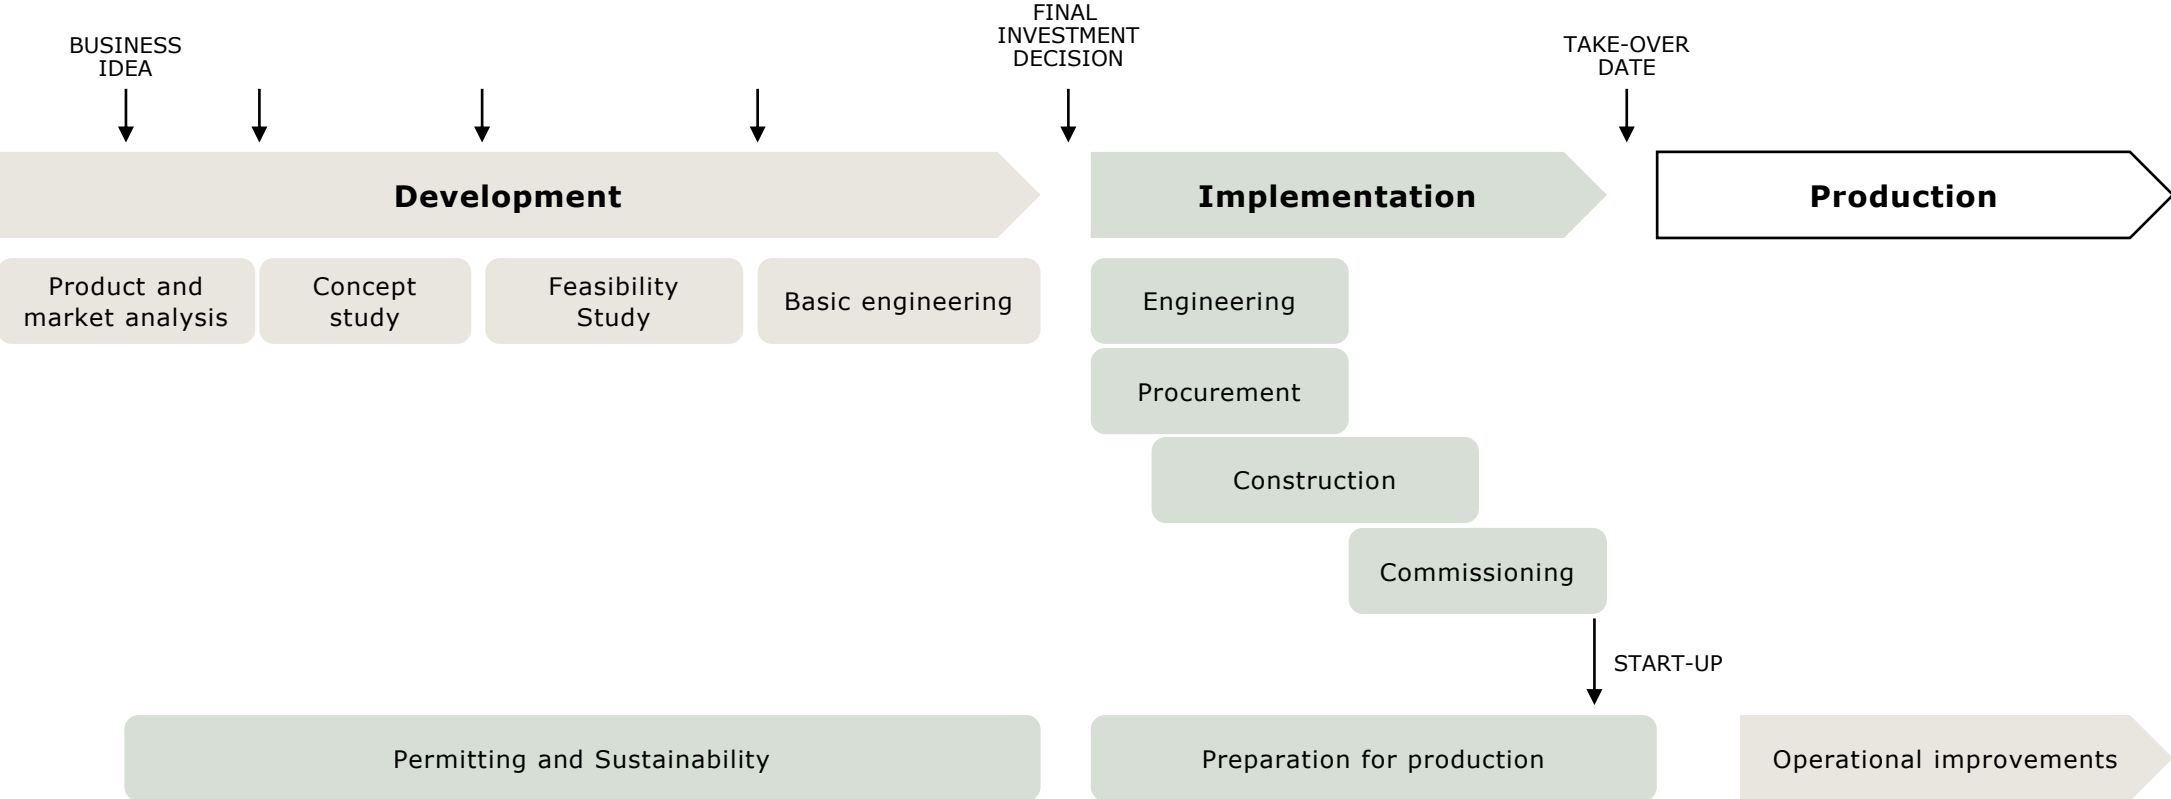 BUSINESS
IDEA
FINAL
INVESTMENT
DECISION
TAKE-OVER
DATE
Development
Implementation
Production
Product and
market analysis
Concept
study
Feasibility
Study
Basic engineering
Engineering
Procurement
Construction
Commissioning
START-UP
Permitting and Sustainability
Preparation for production
Operational improvements